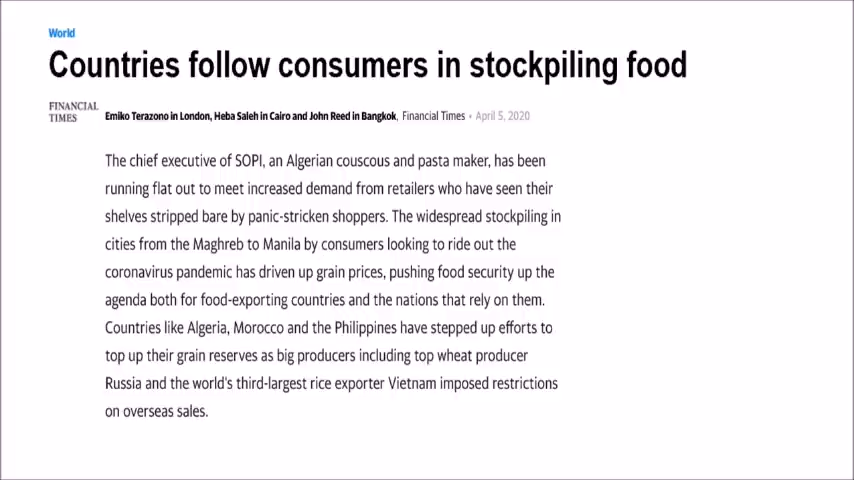 World
Countries follow consumers in stockpiling food
FINANCIAL
TIMES
Emiko Terazono in London, Heba Saleh in Cairo and John Reed in Bangkok, Financial Times • April 5, 2020
The chief executive of SOPI, an Algerian couscous and pasta maker, has been
running flat out to meet increased demand from retailers who have seen their
shelves stripped bare by panic-stricken shoppers. The widespread stockpiling in
cities from the Maghreb to Manila by consumers looking to ride out the
coronavirus pandemic has driven up grain prices, pushing food security up the
agenda both for food-exporting countries and the nations that rely on them.
Countries like Algeria, Morocco and the Philippines have stepped up efforts to
top up their grain reserves as big producers including top wheat producer
Russia and the world's third-largest rice exporter Vietnam imposed restrictions
on overseas sales.